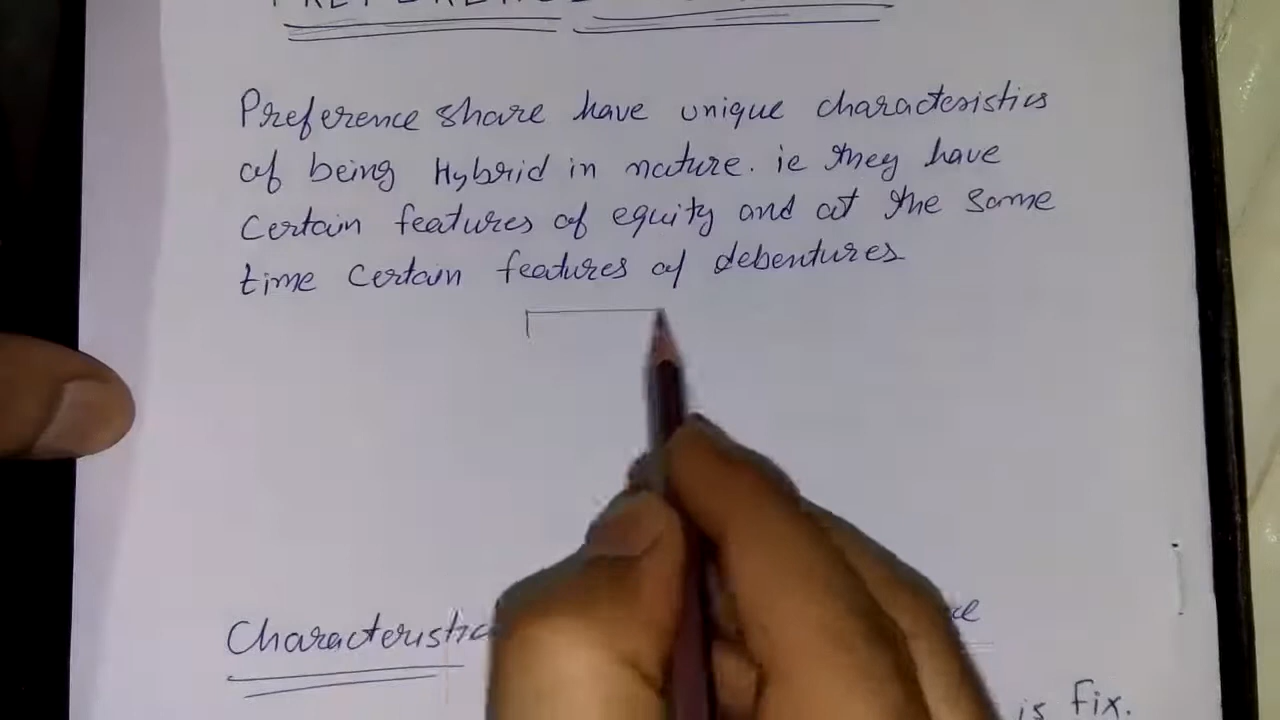 Preference share have unique characteristics
of being Hybrid in nature. ie they have
Certain features of equity and at the same
time certain features of debentures
is fix.